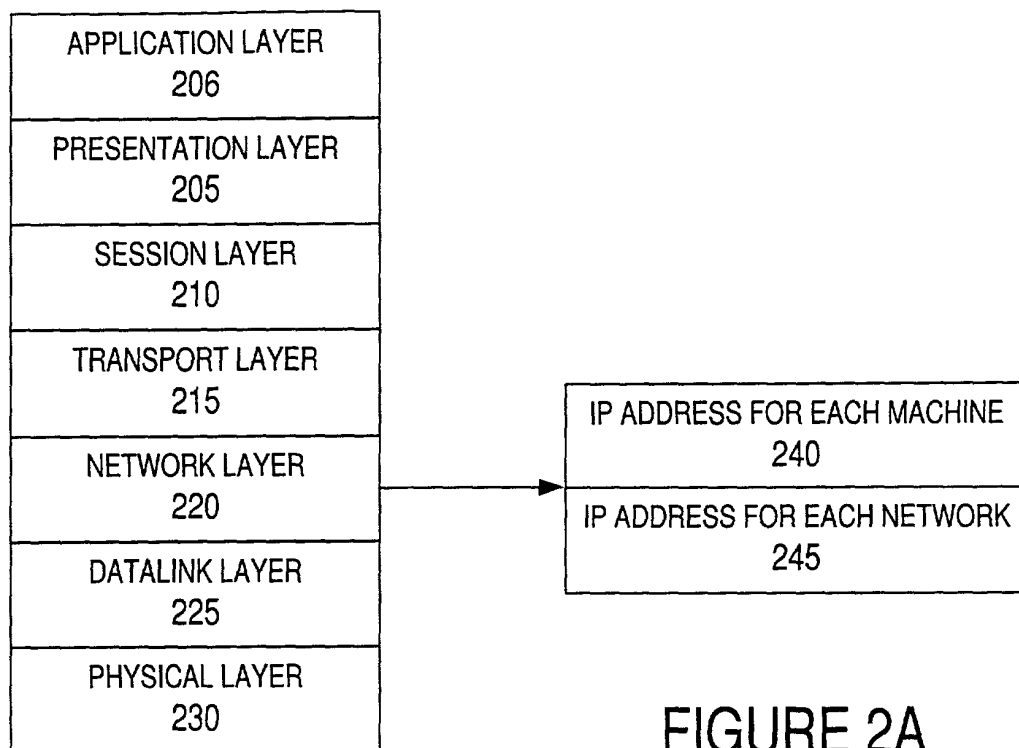 APPLICATION LAYER
206
PRESENTATION LAYER
205
SESSION LAYER
210
TRANSPORT LAYER
215
NETWORK LAYER
220
DATALINK LAYER
225
PHYSICAL LAYER
230
IP ADDRESS FOR EACH MACHINE
240
IP ADDRESS FOR EACH NETWORK
245
FIGURE 2A